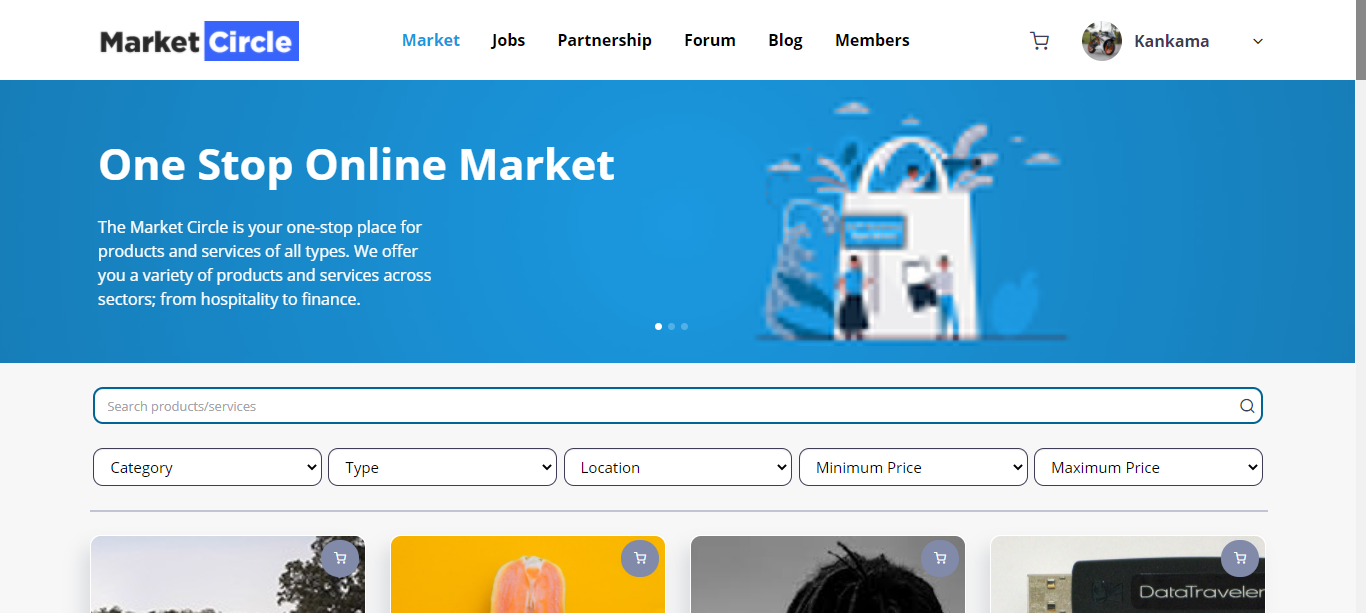 Market Circle
Market Jobs Partnership Forum Blog Members
Kankama
One Stop Online Market
The Market Circle is your one-stop place for
products and services of all types. We offer
you a variety of products and services across
sectors; from hospitality to finance.
Search products/services
Category Type Location Minimum Price Maximum Price
DataTraveler